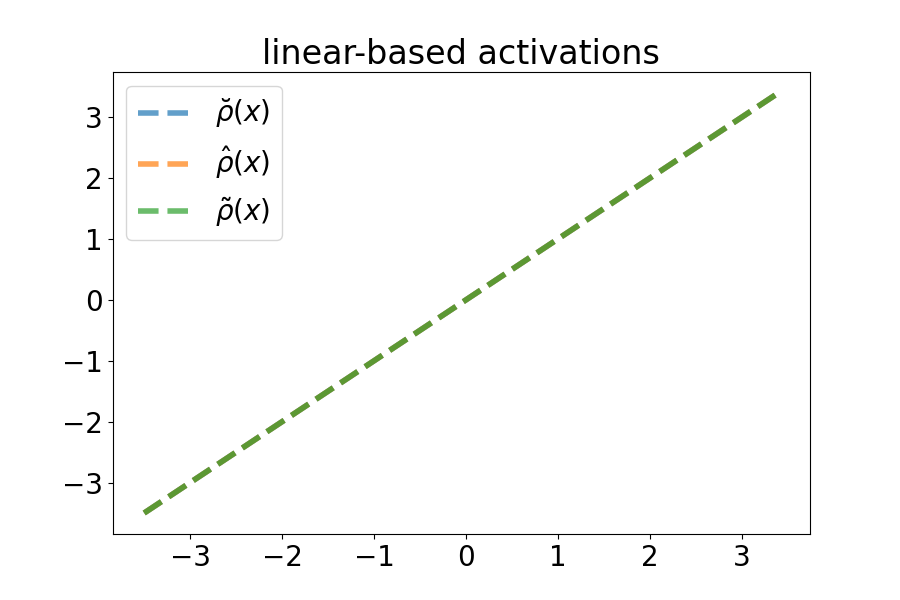 linear-based activations
ρ̆(x)
ρ̂(x)
ρ̃(x)
3
2
1
0
−1
−2
−3
−3 −2 −1 0 1 2 3